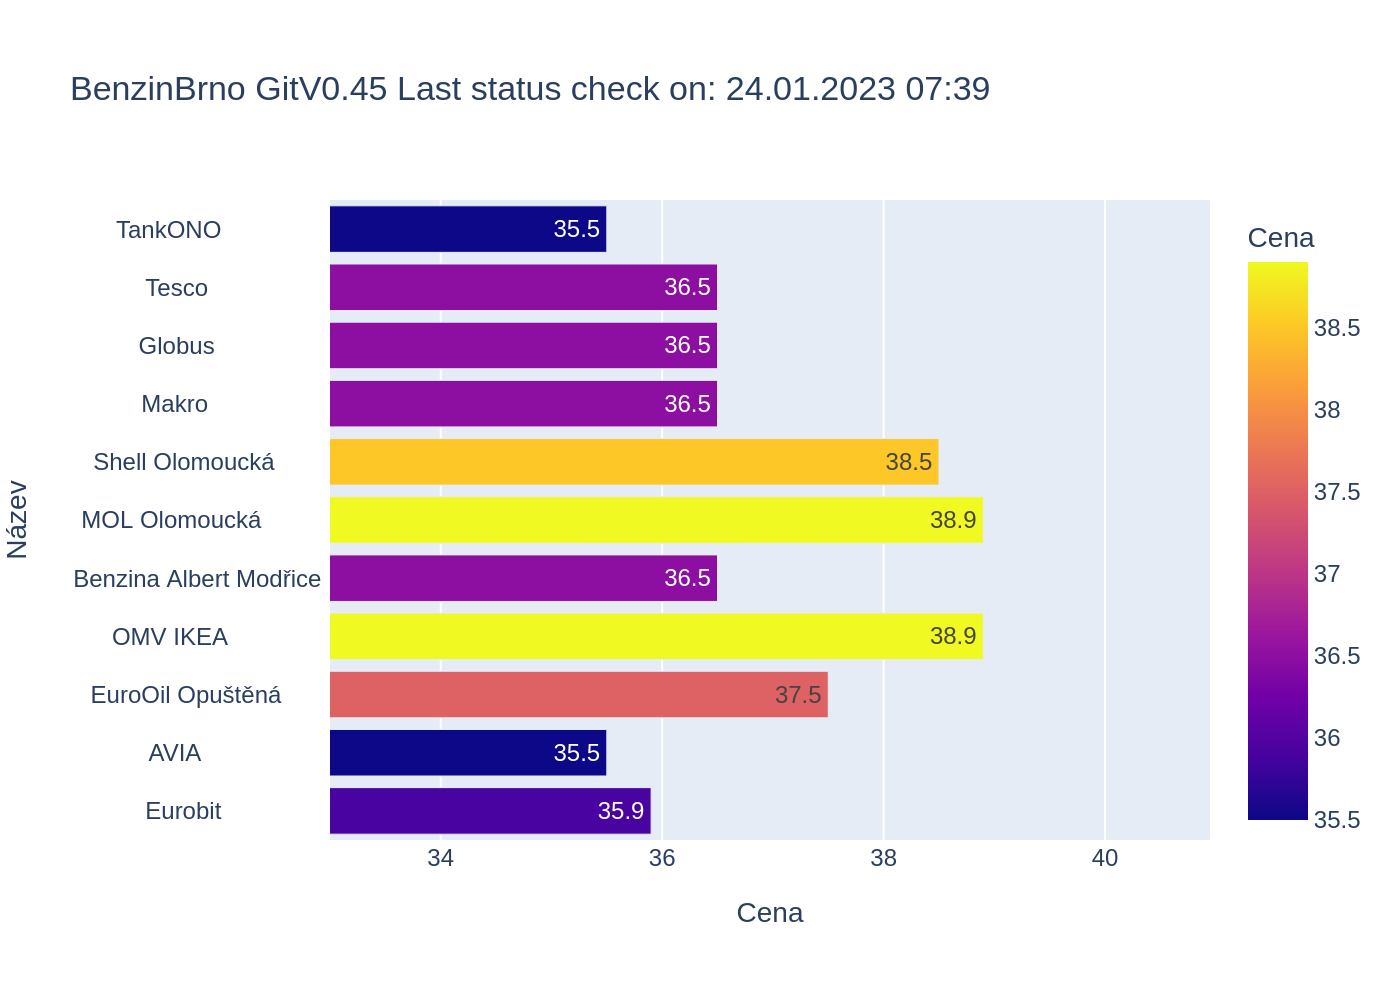 BenzinBrno GitV0.45 Last status check on: 24.01.2023 07:39
Název
TankONO 35.5
Tesco 36.5
Globus 36.5
Makro 36.5
Shell Olomoucká 38.5
MOL Olomoucká 38.9
Benzina Albert Modřice 36.5
OMV IKEA 38.9
EuroOil Opuštěná 37.5
AVIA 35.5
Eurobit 35.9
34 36 38 40
Cena
Cena
38.5
38
37.5
37
36.5
36
35.5